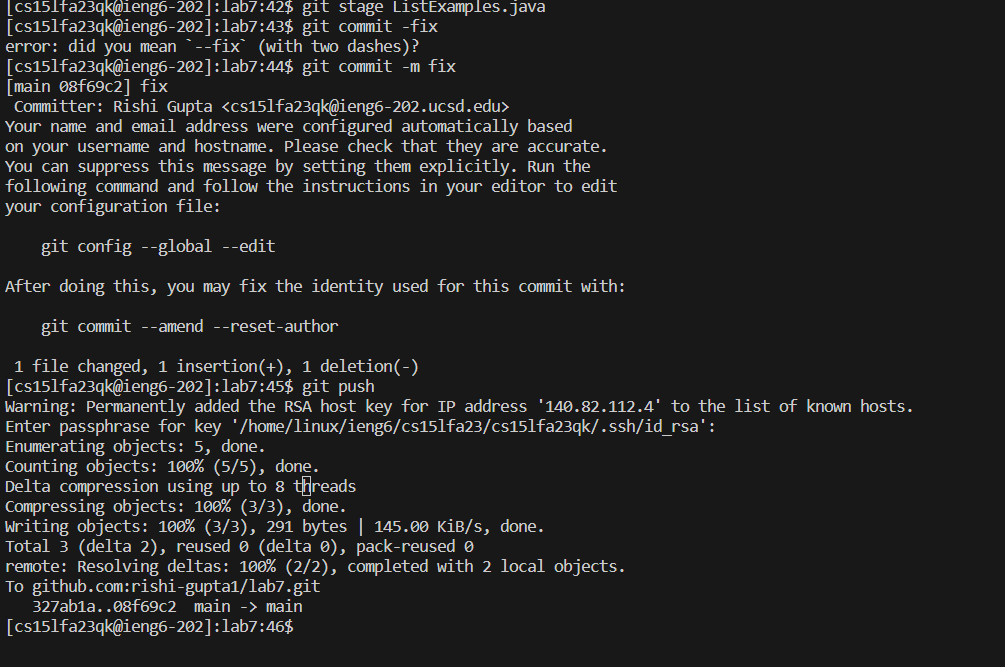 [cs15lfa23qk@ieng6-202]:lab7:42$ git stage ListExamples.java
[cs15lfa23qk@ieng6-202]:lab7:43$ git commit -fix
error: did you mean `--fix` (with two dashes)?
[cs15lfa23qk@ieng6-202]:lab7:44$ git commit -m fix
[main 08f69c2] fix
 Committer: Rishi Gupta <cs15lfa23qk@ieng6-202.ucsd.edu>
Your name and email address were configured automatically based
on your username and hostname. Please check that they are accurate.
You can suppress this message by setting them explicitly. Run the
following command and follow the instructions in your editor to edit
your configuration file:

    git config --global --edit

After doing this, you may fix the identity used for this commit with:

    git commit --amend --reset-author

 1 file changed, 1 insertion(+), 1 deletion(-)
[cs15lfa23qk@ieng6-202]:lab7:45$ git push
Warning: Permanently added the RSA host key for IP address '140.82.112.4' to the list of known hosts.
Enter passphrase for key '/home/linux/ieng6/cs15lfa23/cs15lfa23qk/.ssh/id_rsa':
Enumerating objects: 5, done.
Counting objects: 100% (5/5), done.
Delta compression using up to 8 threads
Compressing objects: 100% (3/3), done.
Writing objects: 100% (3/3), 291 bytes | 145.00 KiB/s, done.
Total 3 (delta 2), reused 0 (delta 0), pack-reused 0
remote: Resolving deltas: 100% (2/2), completed with 2 local objects.
To github.com:rishi-gupta1/lab7.git
   327ab1a..08f69c2  main -> main
[cs15lfa23qk@ieng6-202]:lab7:46$